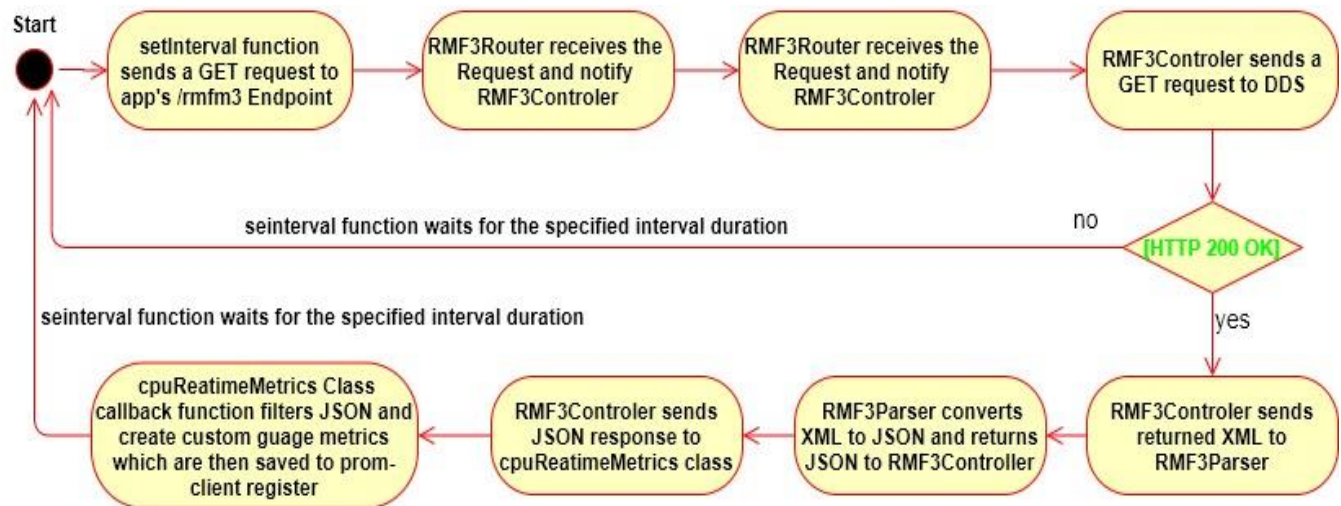 Start
setInterval function
sends a GET request to
app's /rmfm3 Endpoint
RMF3Router receives the
Request and notify
RMF3Controler
RMF3Router receives the
Request and notify
RMF3Controler
RMF3Controler sends a
GET request to DDS
seinterval function waits for the specified interval duration
no
[HTTP 200 OK]
yes
seinterval function waits for the specified interval duration
cpuReatimeMetrics Class
callback function filters JSON and
create custom guage metrics
which are then saved to prom-
client register
RMF3Controler sends
JSON response to
cpuReatimeMetrics class
RMF3Parser converts
XML to JSON and returns
JSON to RMF3Controller
RMF3Controler sends
returned XML to
RMF3Parser